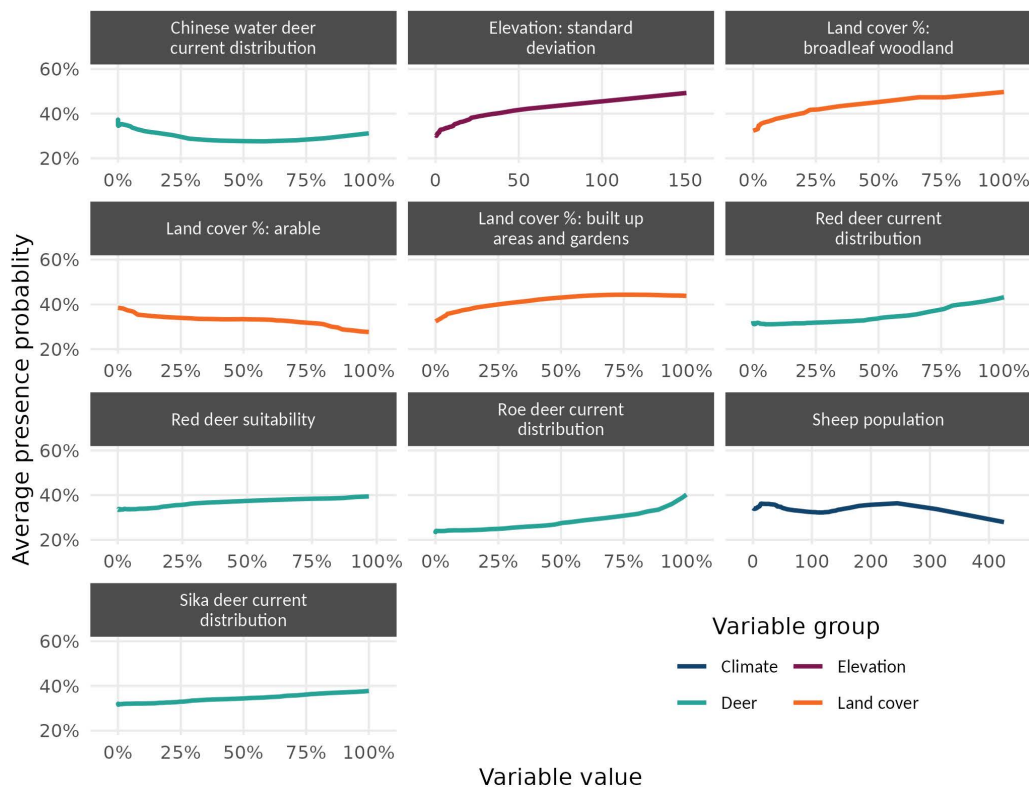 Chinese water deer
current distribution
Elevation: standard
deviation
Land cover %:
broadleaf woodland
60%
40%
20%
0% 25% 50% 75% 100%
0 50 100 150
0% 25% 50% 75% 100%
Land cover %: arable
Land cover %: built up
areas and gardens
Red deer current
distribution
60%
40%
20%
0% 25% 50% 75% 100%
0% 25% 50% 75% 100%
0% 25% 50% 75% 100%
Average presence probablity
Red deer suitability
Roe deer current
distribution
Sheep population
60%
40%
20%
0% 25% 50% 75% 100%
0% 25% 50% 75% 100%
0 100 200 300 400
Sika deer current
distribution
60%
40%
20%
0% 25% 50% 75% 100%
Variable group
Climate Elevation
Deer Land cover
Variable value